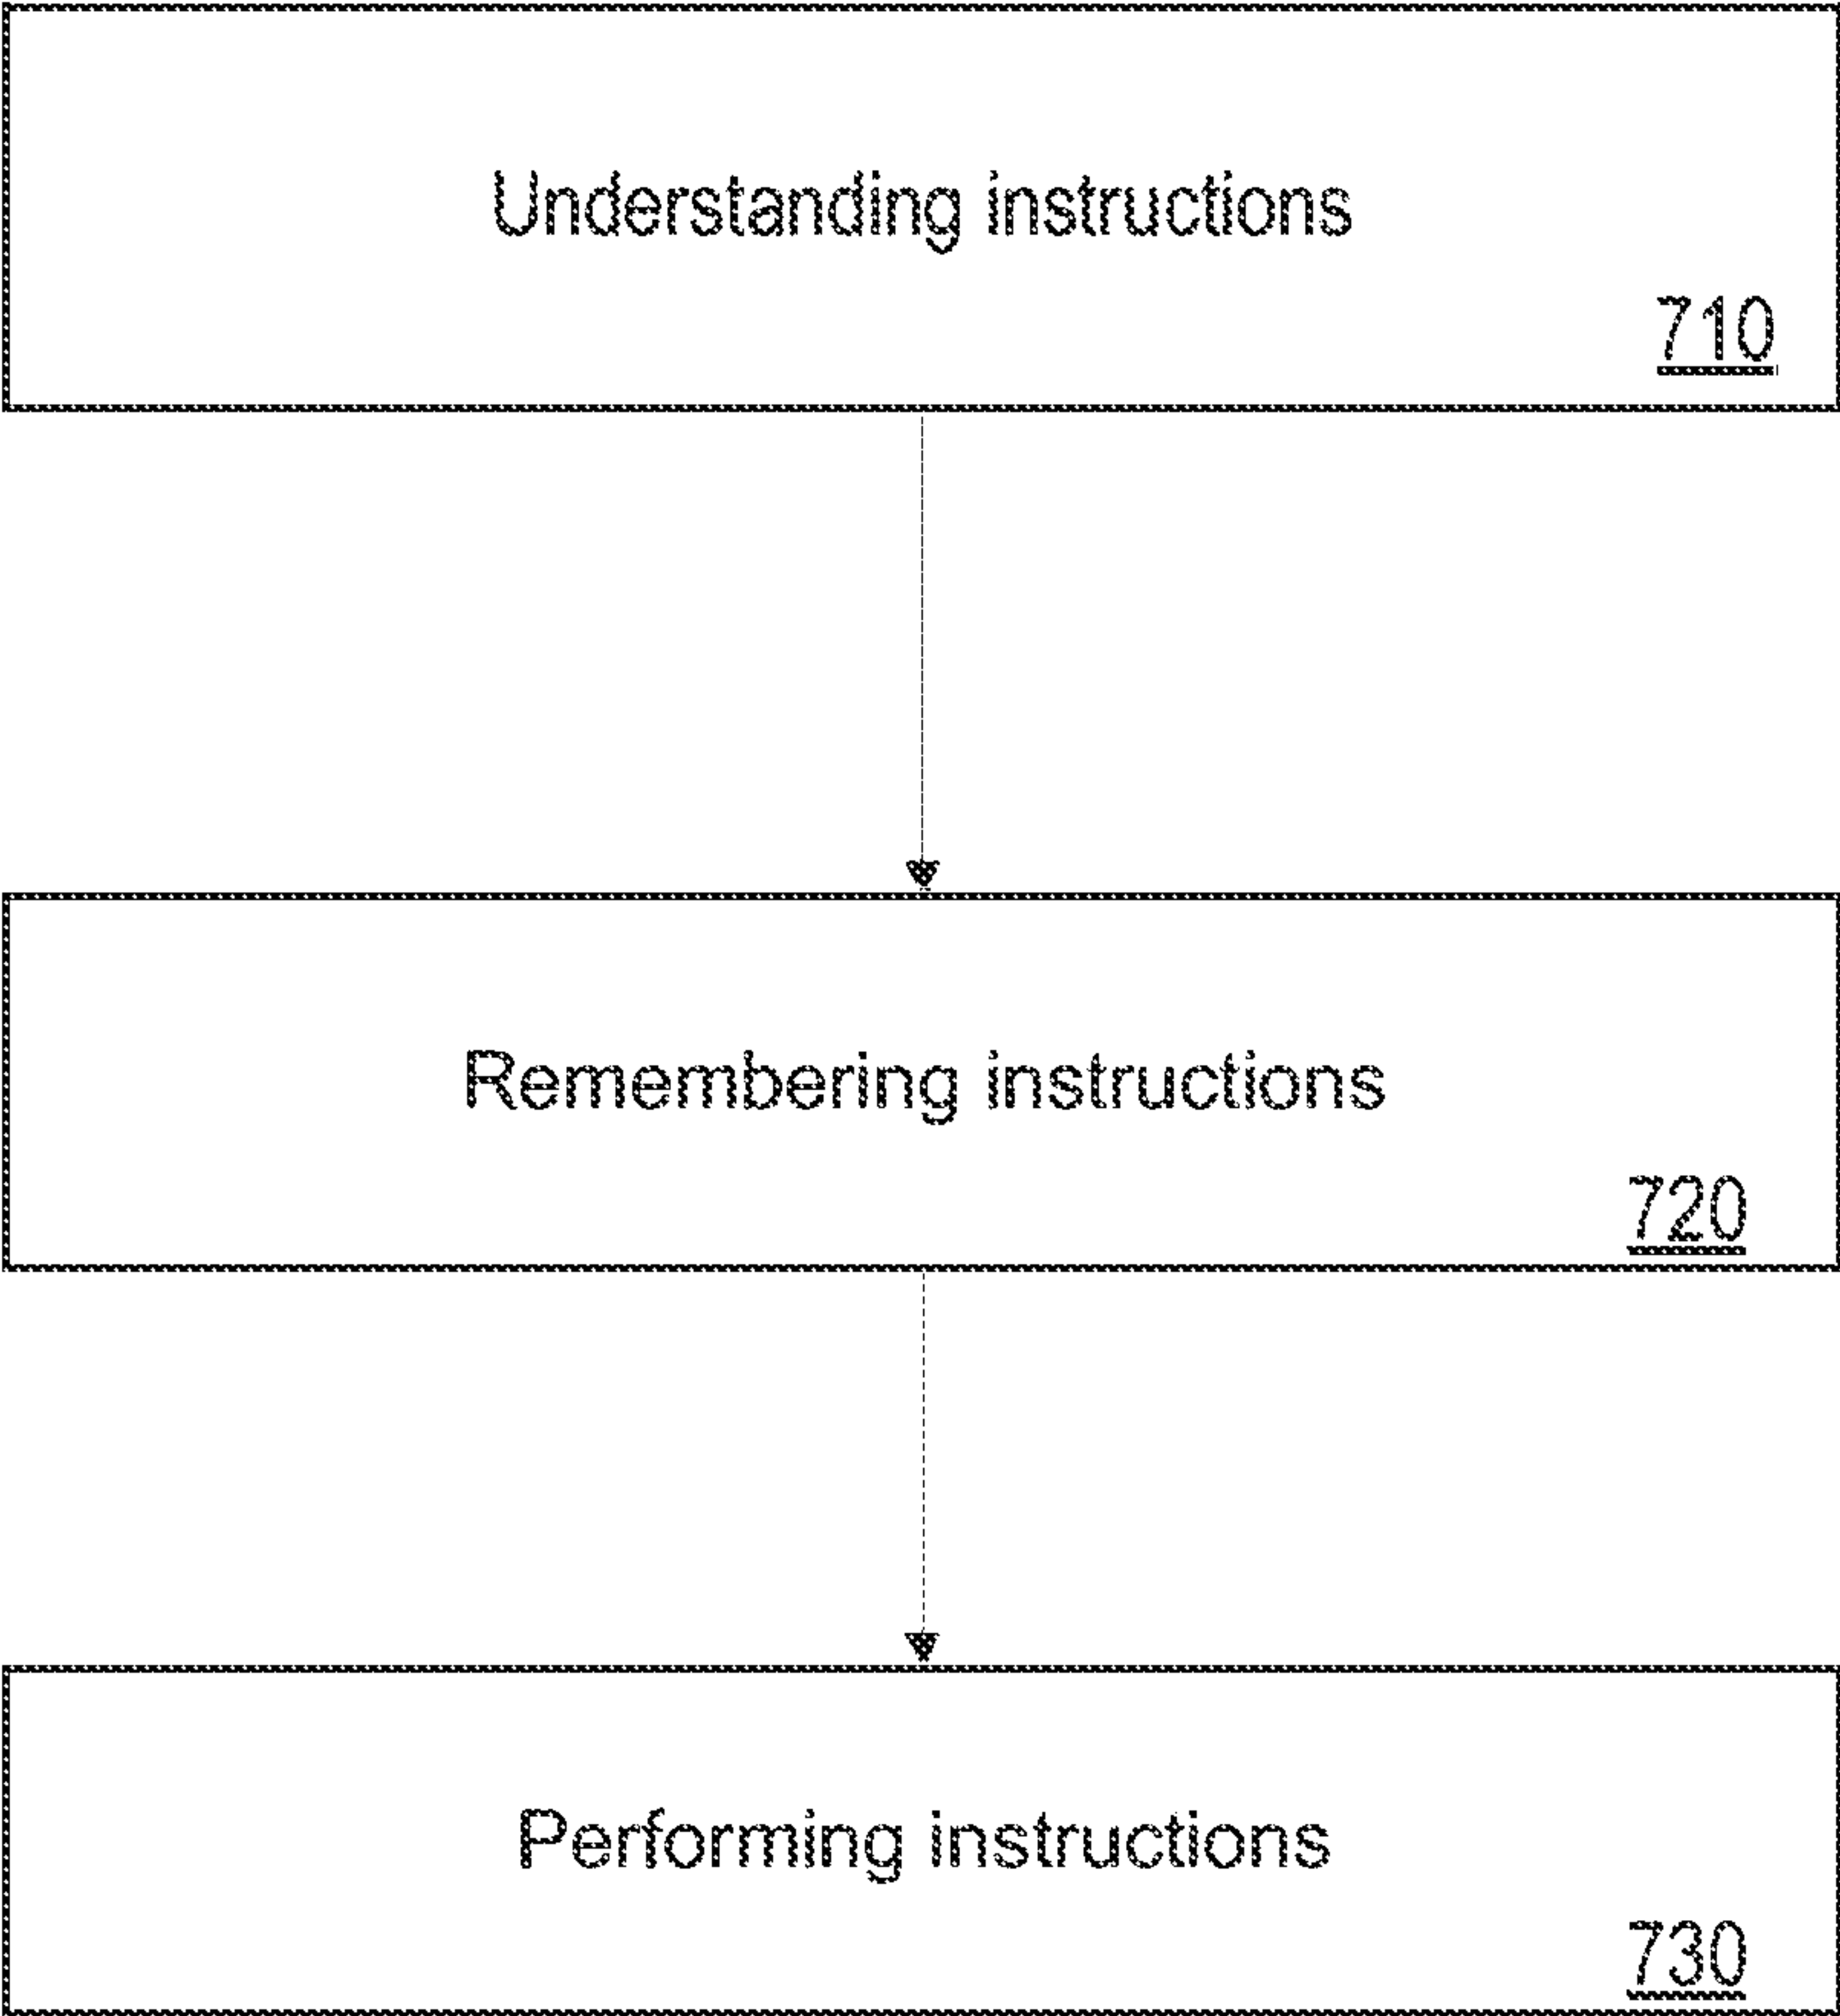 Understanding instructions
710
Remembering instructions
720
Performing instructions
730